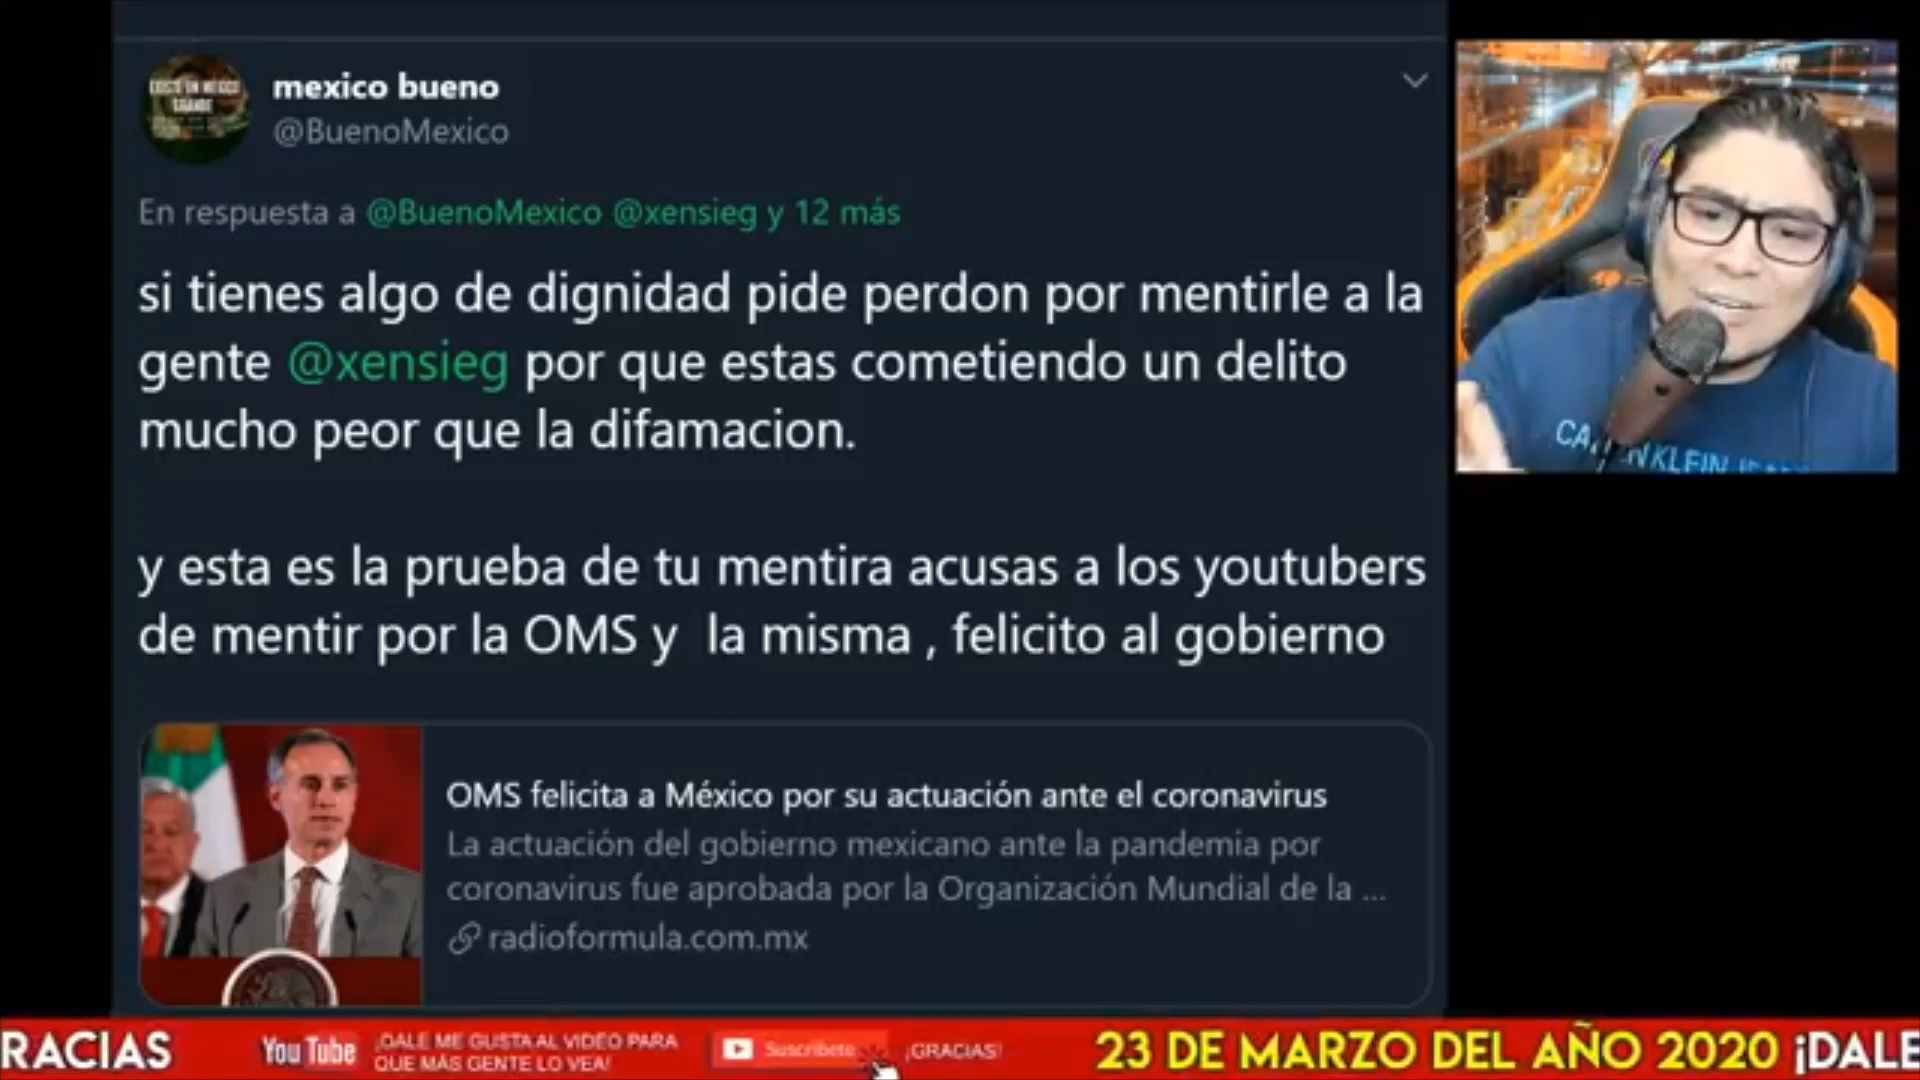 mexico bueno
@BuenoMexico
En respuesta a @BuenoMexico @xensieg y 12 más
si tienes algo de dignidad pide perdon por mentirle a la
gente @xensieg por que estas cometiendo un delito
mucho peor que la difamacion.
y esta es la prueba de tu mentira acusas a los youtubers
de mentir por la OMS y la misma , felicito al gobierno
OMS felicita a México por su actuación ante el coronavirus
La actuación del gobierno mexicano ante la pandemia por
coronavirus fue aprobada por la Organización Mundial de la ...
radioformula.com.mx
RACIAS
YouTube
¡DALE ME GUSTA AL VIDEO PARA
QUE MÁS GENTE LO VEA!
Suscríbete
¡GRACIAS!
23 DE MARZO DEL AÑO 2020 ¡DALE